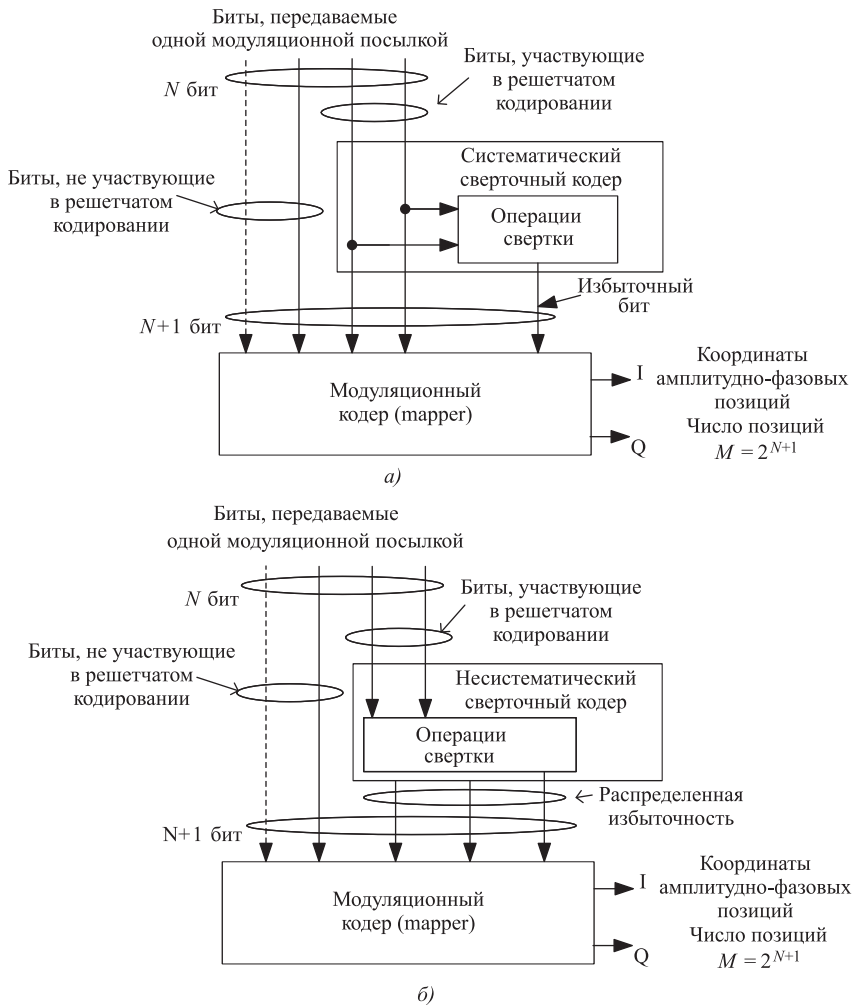 Биты, передаваемые
одной модуляционной посылкой
N бит
Биты, участвующие
в решетчатом
кодировании
Биты, не участвующие
в решетчатом
кодировании
Систематический
сверточный кодер
Операции
свертки
Избыточный
бит
N+1 бит
Модуляционный
кодер (mapper)
I
Q
Координаты
амплитудно-фазовых
позиций
Число позиций
M = 2^{N+1}
а)
Биты, передаваемые
одной модуляционной посылкой
N бит
Биты, участвующие
в решетчатом
кодировании
Биты, не участвующие
в решетчатом
кодировании
Несистематический
сверточный кодер
Операции
свертки
Распределенная
избыточность
N+1 бит
Модуляционный
кодер (mapper)
I
Q
Координаты
амплитудно-фазовых
позиций
Число позиций
M = 2^{N+1}
б)